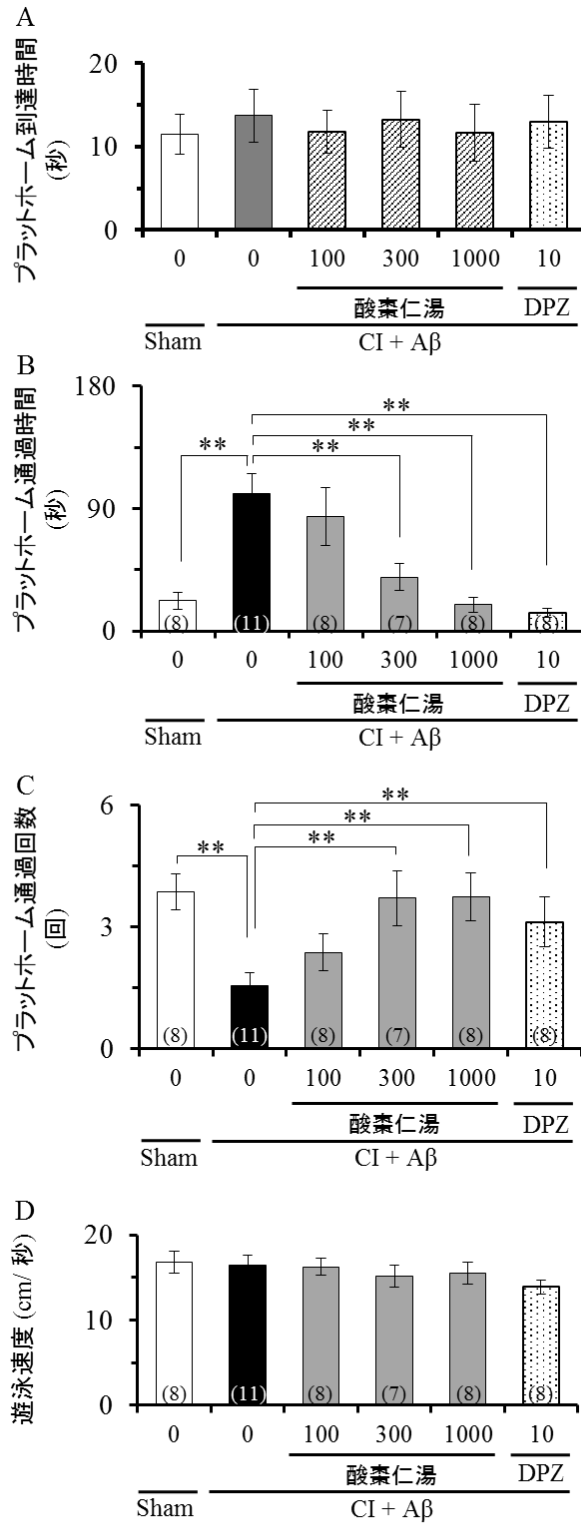 A
プラットホーム到達時間
(秒)
20
10
0
0 0 100 300 1000 10
酸棗仁湯 DPZ
Sham CI + Aβ
B
プラットホーム通過時間
(秒)
180
90
0
** ** ** **
(8) (11) (8) (7) (8) (8)
0 0 100 300 1000 10
酸棗仁湯 DPZ
Sham CI + Aβ
C
プラットホーム通過回数
(回)
6
3
0
** ** ** **
(8) (11) (8) (7) (8) (8)
0 0 100 300 1000 10
酸棗仁湯 DPZ
Sham CI + Aβ
D
遊泳速度 (cm/ 秒)
20
10
0
(8) (11) (8) (7) (8) (8)
0 0 100 300 1000 10
酸棗仁湯 DPZ
Sham CI + Aβ